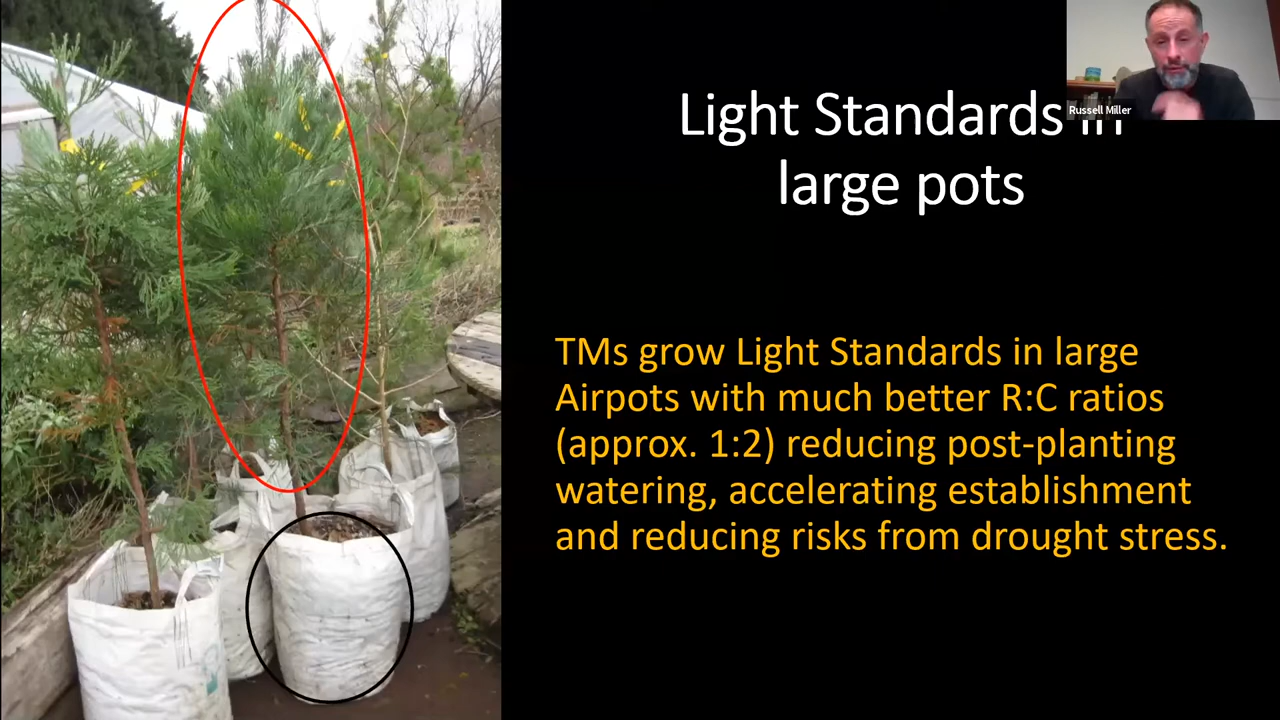 Light Standards in
large pots
Russell Miller
TMs grow Light Standards in large
Airpots with much better R:C ratios
(approx. 1:2) reducing post-planting
watering, accelerating establishment
and reducing risks from drought stress.